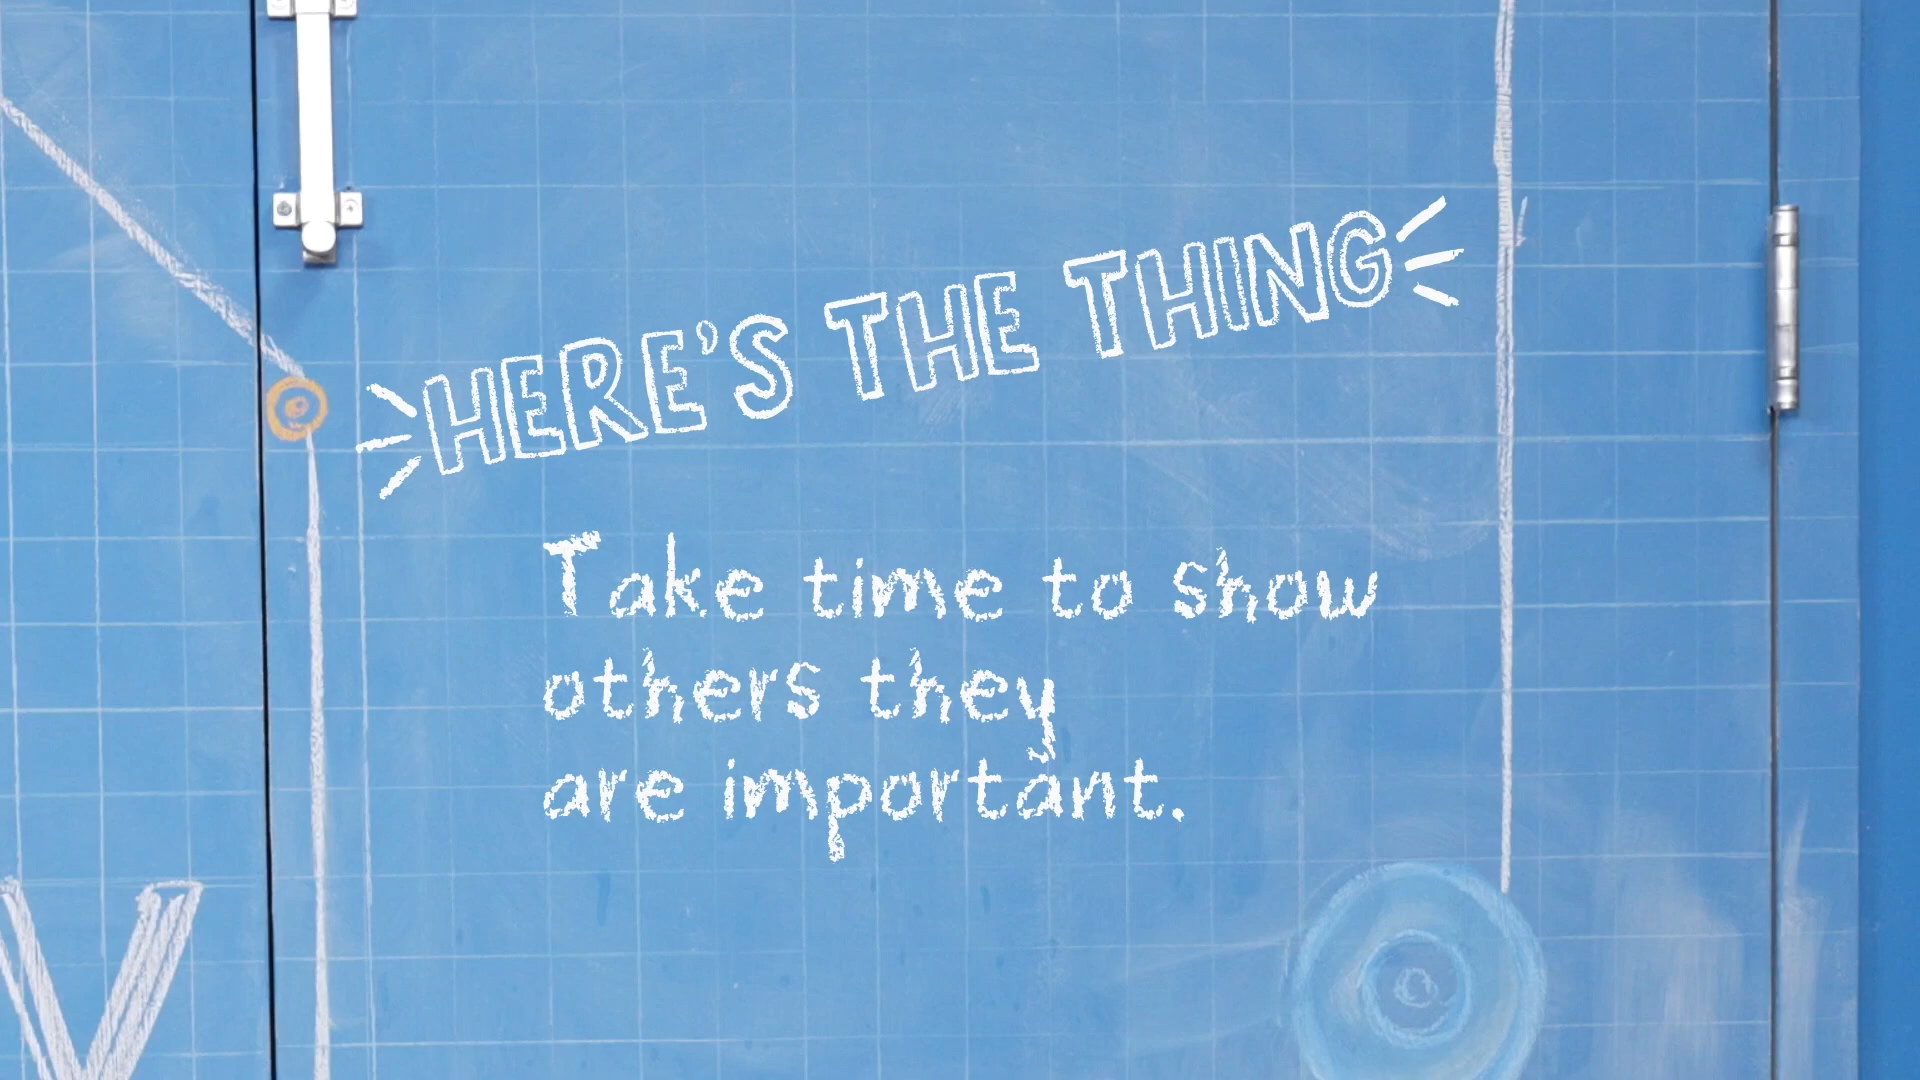 HERE'S THE THING
Take time to show
others they
are important.